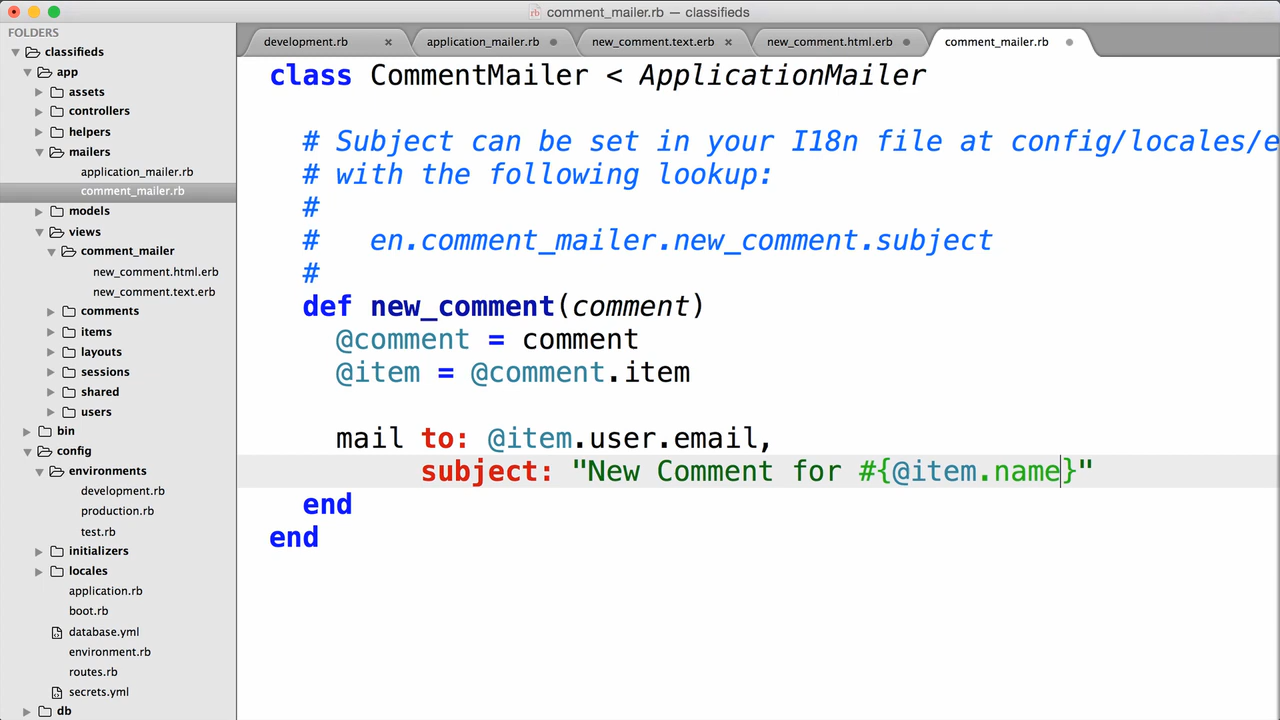 comment_mailer.rb — classifieds
FOLDERS
classifieds
app
assets
controllers
helpers
mailers
application_mailer.rb
comment_mailer.rb
models
views
comment_mailer
new_comment.html.erb
new_comment.text.erb
comments
items
layouts
sessions
shared
users
bin
config
environments
development.rb
production.rb
test.rb
initializers
locales
application.rb
boot.rb
database.yml
environment.rb
routes.rb
secrets.yml
db
development.rb
application_mailer.rb
new_comment.text.erb
new_comment.html.erb
comment_mailer.rb
class CommentMailer < ApplicationMailer
# Subject can be set in your I18n file at config/locales/e
# with the following lookup:
#
#   en.comment_mailer.new_comment.subject
#
def new_comment(comment)
@comment = comment
@item = @comment.item
mail to: @item.user.email,
subject: "New Comment for #{@item.name}"
end
end